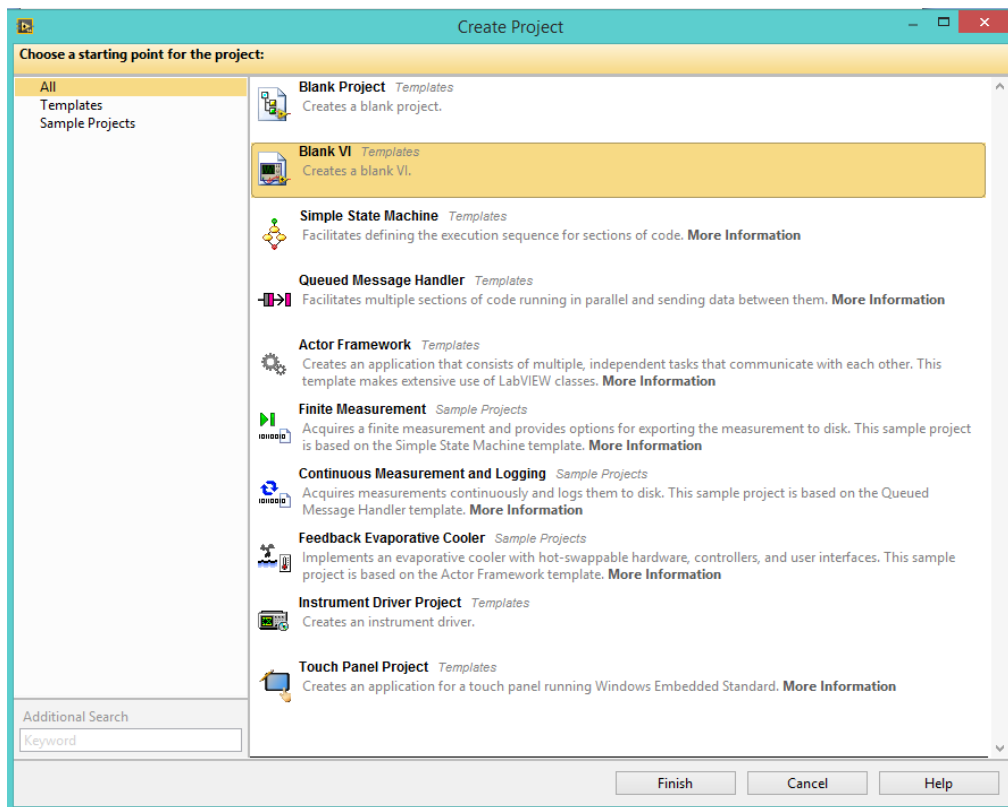 Create Project
Choose a starting point for the project:
All
Templates
Sample Projects
Blank Project Templates
Creates a blank project.
Blank VI Templates
Creates a blank VI.
Simple State Machine Templates
Facilitates defining the execution sequence for sections of code. More Information
Queued Message Handler Templates
Facilitates multiple sections of code running in parallel and sending data between them. More Information
Actor Framework Templates
Creates an application that consists of multiple, independent tasks that communicate with each other. This
template makes extensive use of LabVIEW classes. More Information
Finite Measurement Sample Projects
Acquires a finite measurement and provides options for exporting the measurement to disk. This sample project
is based on the Simple State Machine template. More Information
Continuous Measurement and Logging Sample Projects
Acquires measurements continuously and logs them to disk. This sample project is based on the Queued
Message Handler template. More Information
Feedback Evaporative Cooler Sample Projects
Implements an evaporative cooler with hot-swappable hardware, controllers, and user interfaces. This sample
project is based on the Actor Framework template. More Information
Instrument Driver Project Templates
Creates an instrument driver.
Touch Panel Project Templates
Creates an application for a touch panel running Windows Embedded Standard. More Information
Additional Search
Keyword
Finish
Cancel
Help